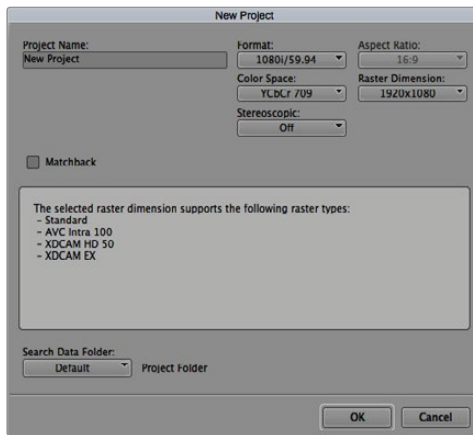 New Project
Project Name:
New Project
Format:
1080i/59.94
Aspect Ratio:
16:9
Color Space:
YCbCr 709
Raster Dimension:
1920x1080
Stereoscopic:
Off
Matchback
The selected raster dimension supports the following raster types:
- Standard
- AVC Intra 100
- XDCAM HD 50
- XDCAM EX
Search Data Folder:
Default
Project Folder
OK
Cancel